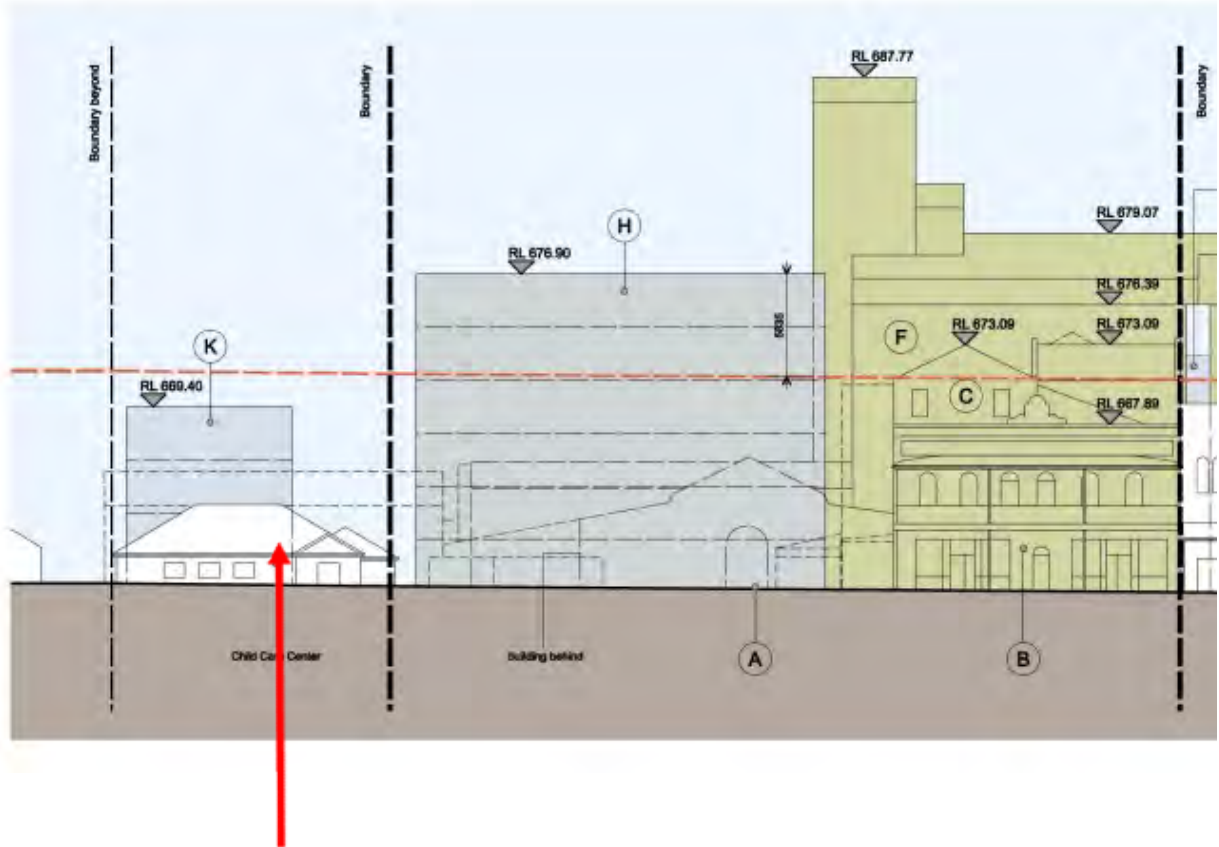 Boundary beyond
Boundary
RL 687.77
Boundary
H
RL 679.07
RL 676.90
RL 676.39
K
F
RL 673.09
RL 673.09
RL 669.40
C
RL 667.89
Child Care Center
Building behind
A
B